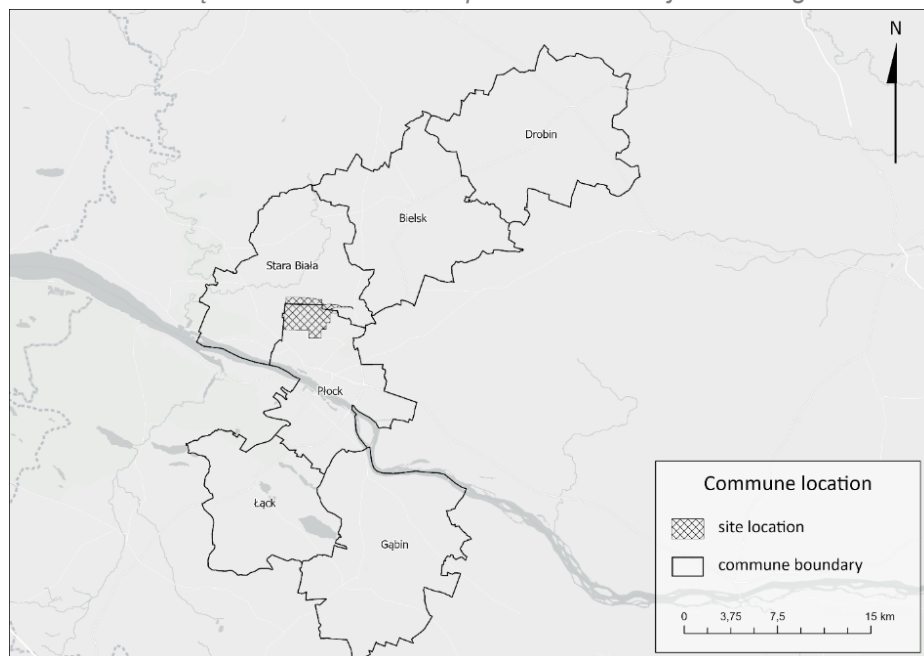 N
Drobin
Bielsk
Stara Biała
Płock
Łąck
Gąbin
Commune location
site location
commune boundary
0 3,75 7,5 15 km